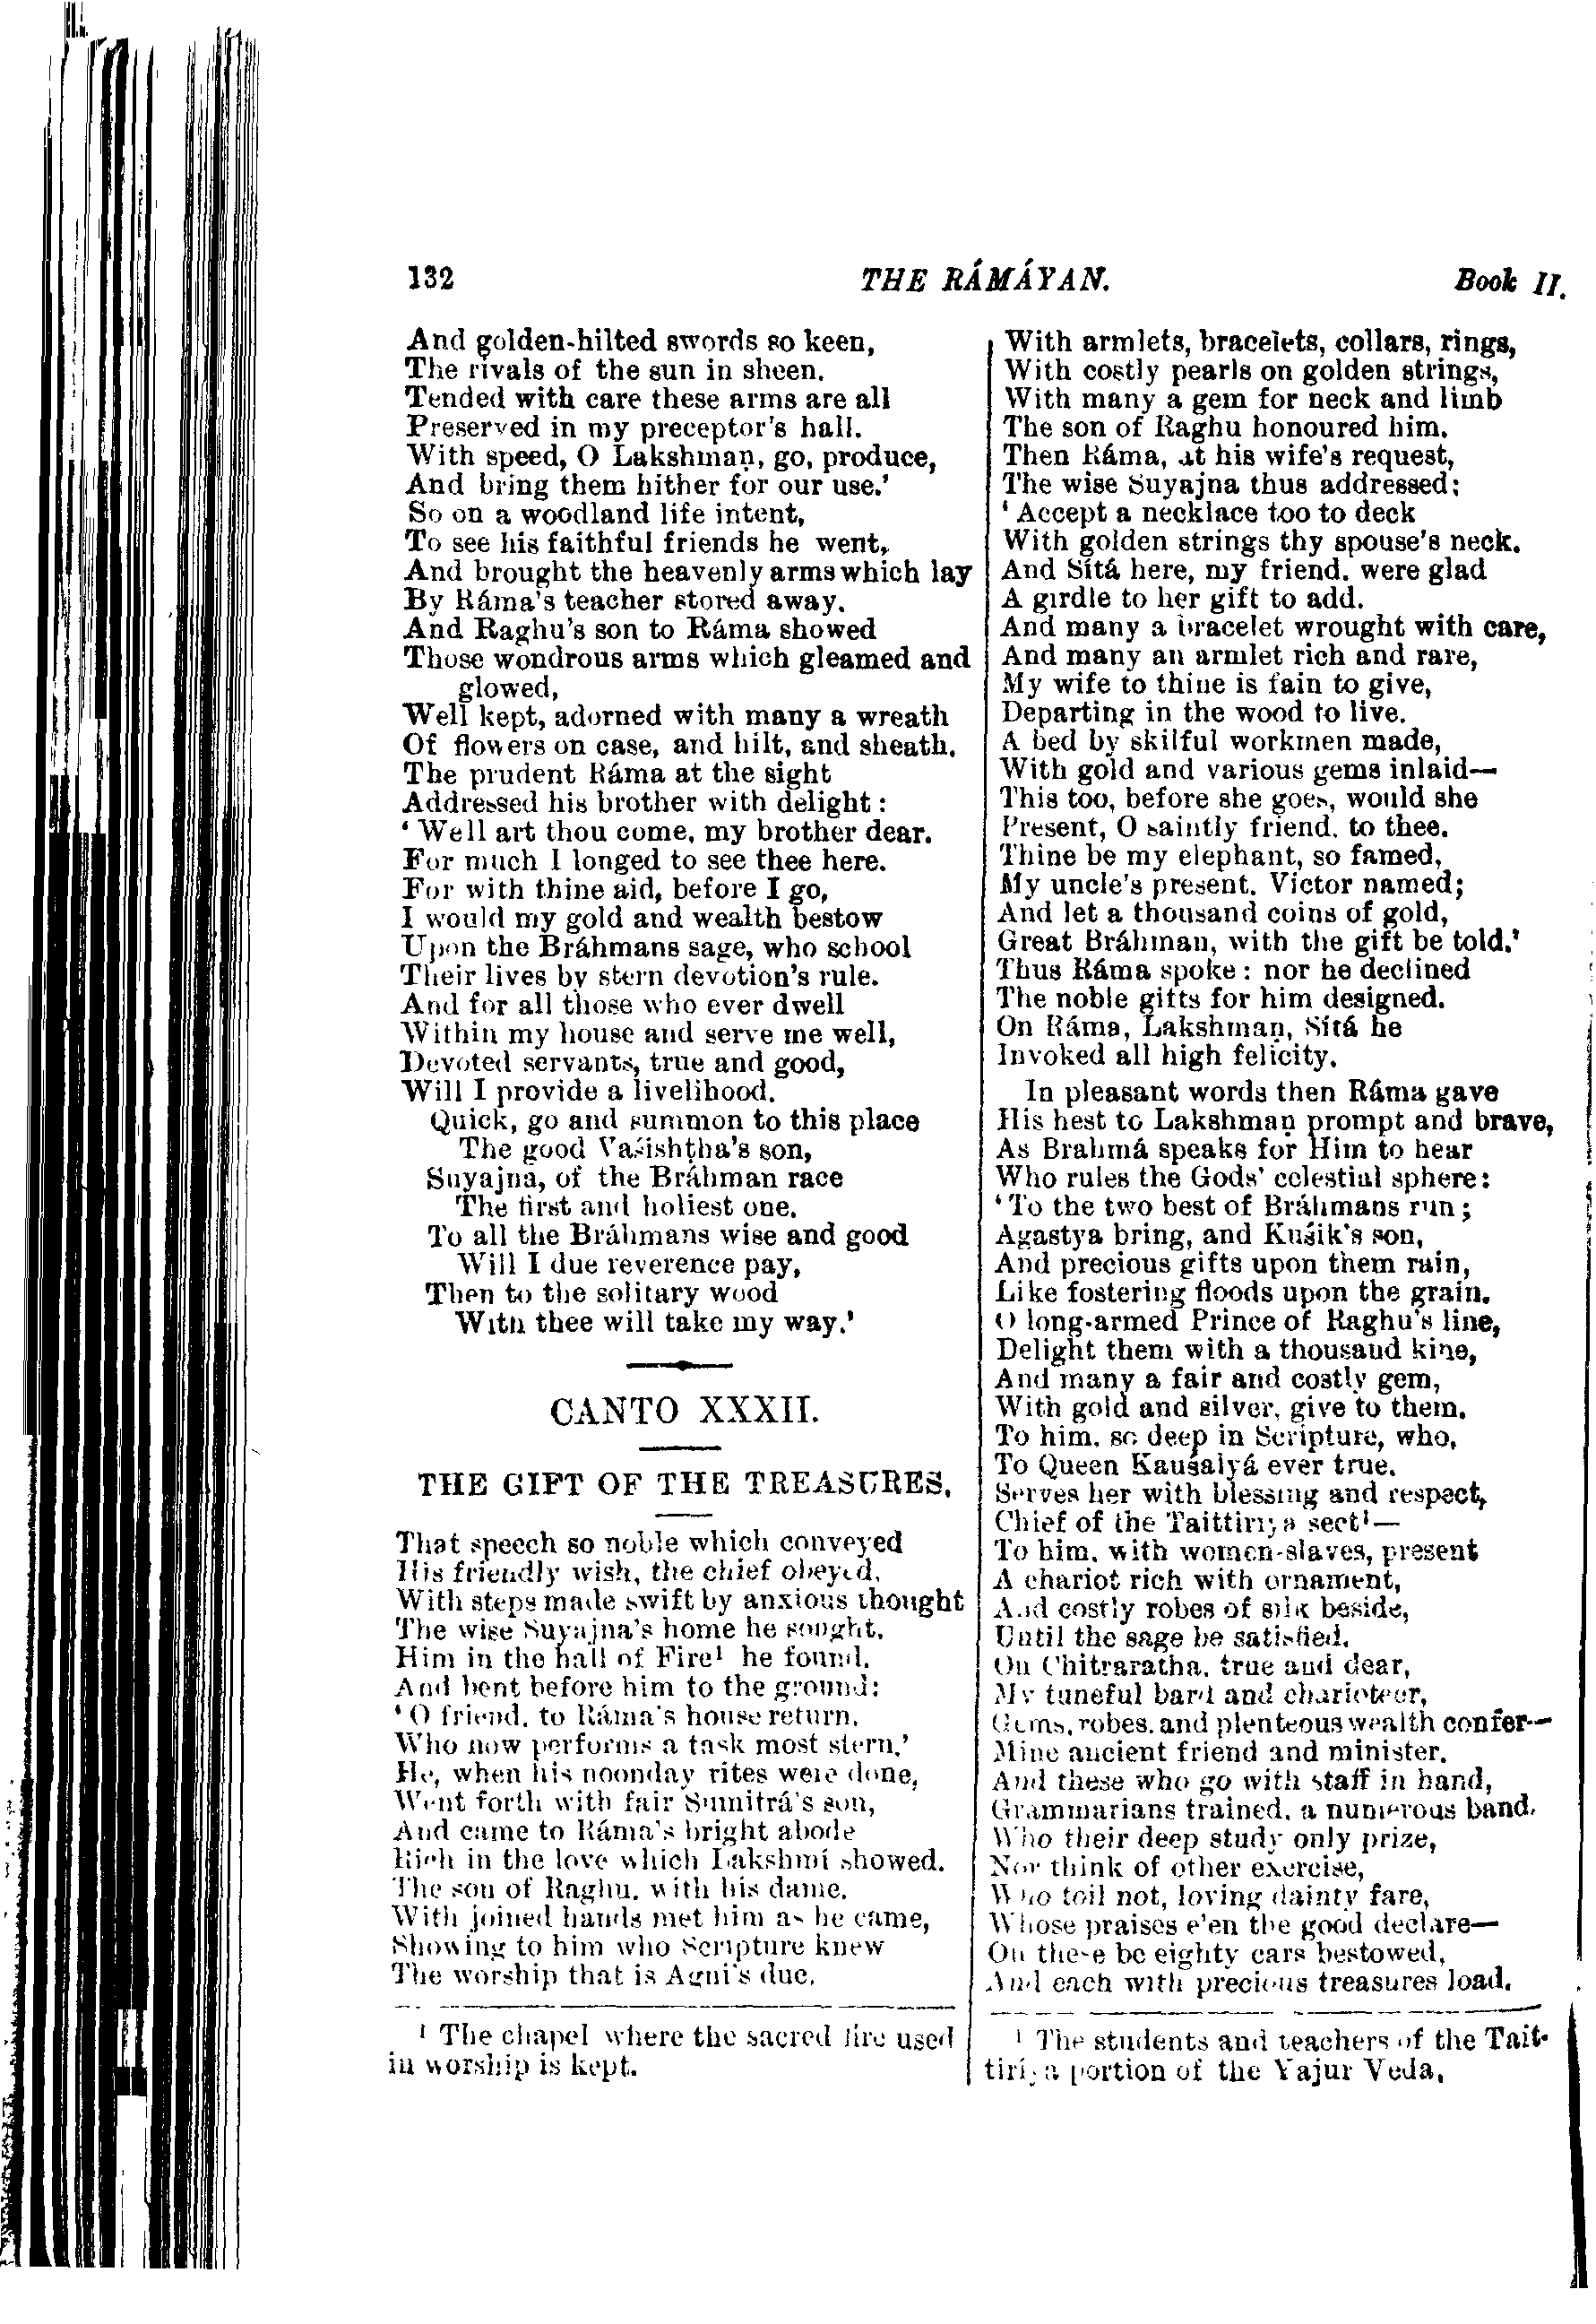 132 THE RÁMÁYAN. Book II.
And golden-hilted swords so keen,
The rivals of the sun in sheen.
Tended with care these arms are all
Preserved in my preceptor's hall.
With speed, O Lakshmaṇ, go, produce,
And bring them hither for our use.'
So on a woodland life intent,
To see his faithful friends he went,
And brought the heavenly arms which lay
By Ráma's teacher stored away.
And Raghu's son to Ráma showed
Those wondrous arms which gleamed and
glowed,
Well kept, adorned with many a wreath
Of flowers on case, and hilt, and sheath.
The prudent Ráma at the sight
Addressed his brother with delight:
'Well art thou come, my brother dear.
For much I longed to see thee here.
For with thine aid, before I go,
I would my gold and wealth bestow
Upon the Bráhmans sage, who school
Their lives by stern devotion's rule.
And for all those who ever dwell
Within my house and serve me well,
Devoted servants, true and good,
Will I provide a livelihood.
Quick, go and summon to this place
The good Vaśishṭha's son,
Suyajna, of the Bráhman race
The first and holiest one.
To all the Bráhmans wise and good
Will I due reverence pay,
Then to the solitary wood
With thee will take my way.'
CANTO XXXII.
THE GIFT OF THE TREASURES.
That speech so noble which conveyed
His friendly wish, the chief obeyed,
With steps made swift by anxious thought
The wise Suyajna's home he sought.
Him in the hall of Fire¹ he found,
And bent before him to the ground:
'O friend, to Ráma's house return,
Who now performs a task most stern.'
He, when his noonday rites were done,
Went forth with fair Sumitrá's son,
And came to Ráma's bright abode
Rich in the love which Lakshmí showed.
The son of Raghu, with his dame,
With joined hands met him as he came,
Showing to him who Scripture knew
The worship that is Agni's due.
¹ The chapel where the sacred fire used
in worship is kept.
With armlets, bracelets, collars, rings,
With costly pearls on golden strings,
With many a gem for neck and limb
The son of Raghu honoured him.
Then Ráma, at his wife's request,
The wise Suyajna thus addressed:
'Accept a necklace too to deck
With golden strings thy spouse's neck.
And Sítá here, my friend, were glad
A girdle to her gift to add.
And many a bracelet wrought with care,
And many an armlet rich and rare,
My wife to thine is fain to give,
Departing in the wood to live.
A bed by skilful workmen made,
With gold and various gems inlaid—
This too, before she goes, would she
Present, O saintly friend, to thee.
Thine be my elephant, so famed,
My uncle's present, Victor named;
And let a thousand coins of gold,
Great Bráhman, with the gift be told.'
Thus Ráma spoke: nor he declined
The noble gifts for him designed.
On Ráma, Lakshmaṇ, Sítá he
Invoked all high felicity.
In pleasant words then Ráma gave
His hest to Lakshmaṇ prompt and brave,
As Brahmá speaks for Him to hear
Who rules the Gods' celestial sphere:
'To the two best of Bráhmans run;
Agastya bring, and Kuśik's son,
And precious gifts upon them rain,
Like fostering floods upon the grain.
O long-armed Prince of Raghu's line,
Delight them with a thousand kine,
And many a fair and costly gem,
With gold and silver, give to them.
To him, so deep in Scripture, who,
To Queen Kauśalyá ever true,
Serves her with blessing and respect,
Chief of the Taittiríya sect¹—
To him, with women-slaves, present
A chariot rich with ornament,
And costly robes of silk beside,
Until the sage be satisfied.
On Chitraratha, true and dear,
My tuneful bard and charioteer,
Gems, robes, and plenteous wealth confer—
Mine ancient friend and minister.
And these who go with staff in hand,
Grammarians trained, a numerous band,
Who their deep study only prize,
Nor think of other exercise,
Who toil not, loving dainty fare,
Whose praises e'en the good declare—
On these be eighty cars bestowed,
And each with precious treasures load.
¹ The students and teachers of the Tait-
tiríya portion of the Yajur Veda.